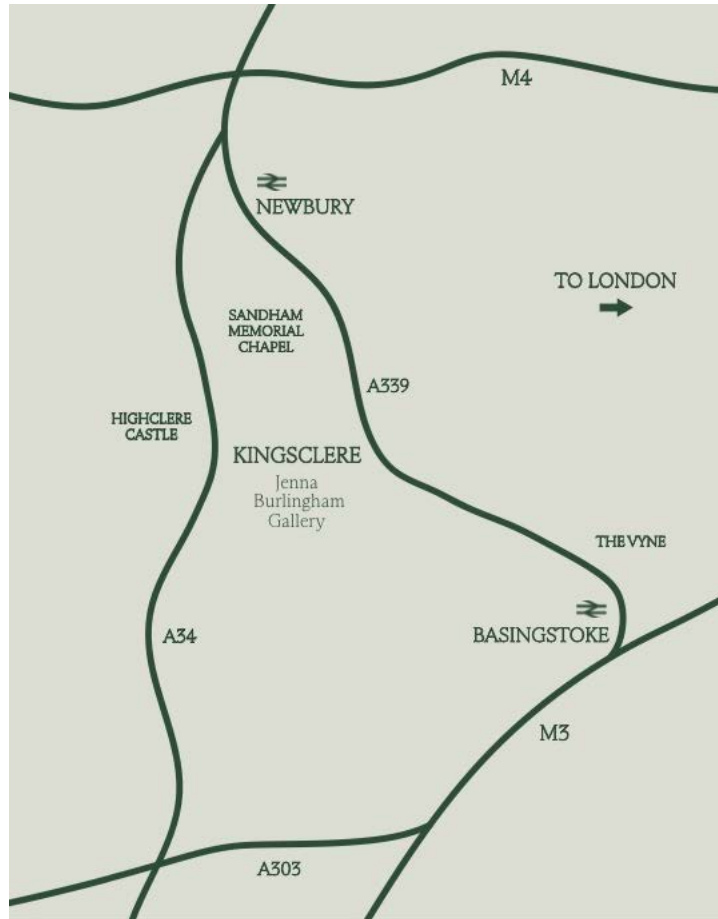 M4
NEWBURY
TO LONDON
SANDHAM
MEMORIAL
CHAPEL
A339
HIGHCLERE
CASTLE
KINGSCLERE
Jenna
Burlingham
Gallery
THE VYNE
BASINGSTOKE
A34
M3
A303